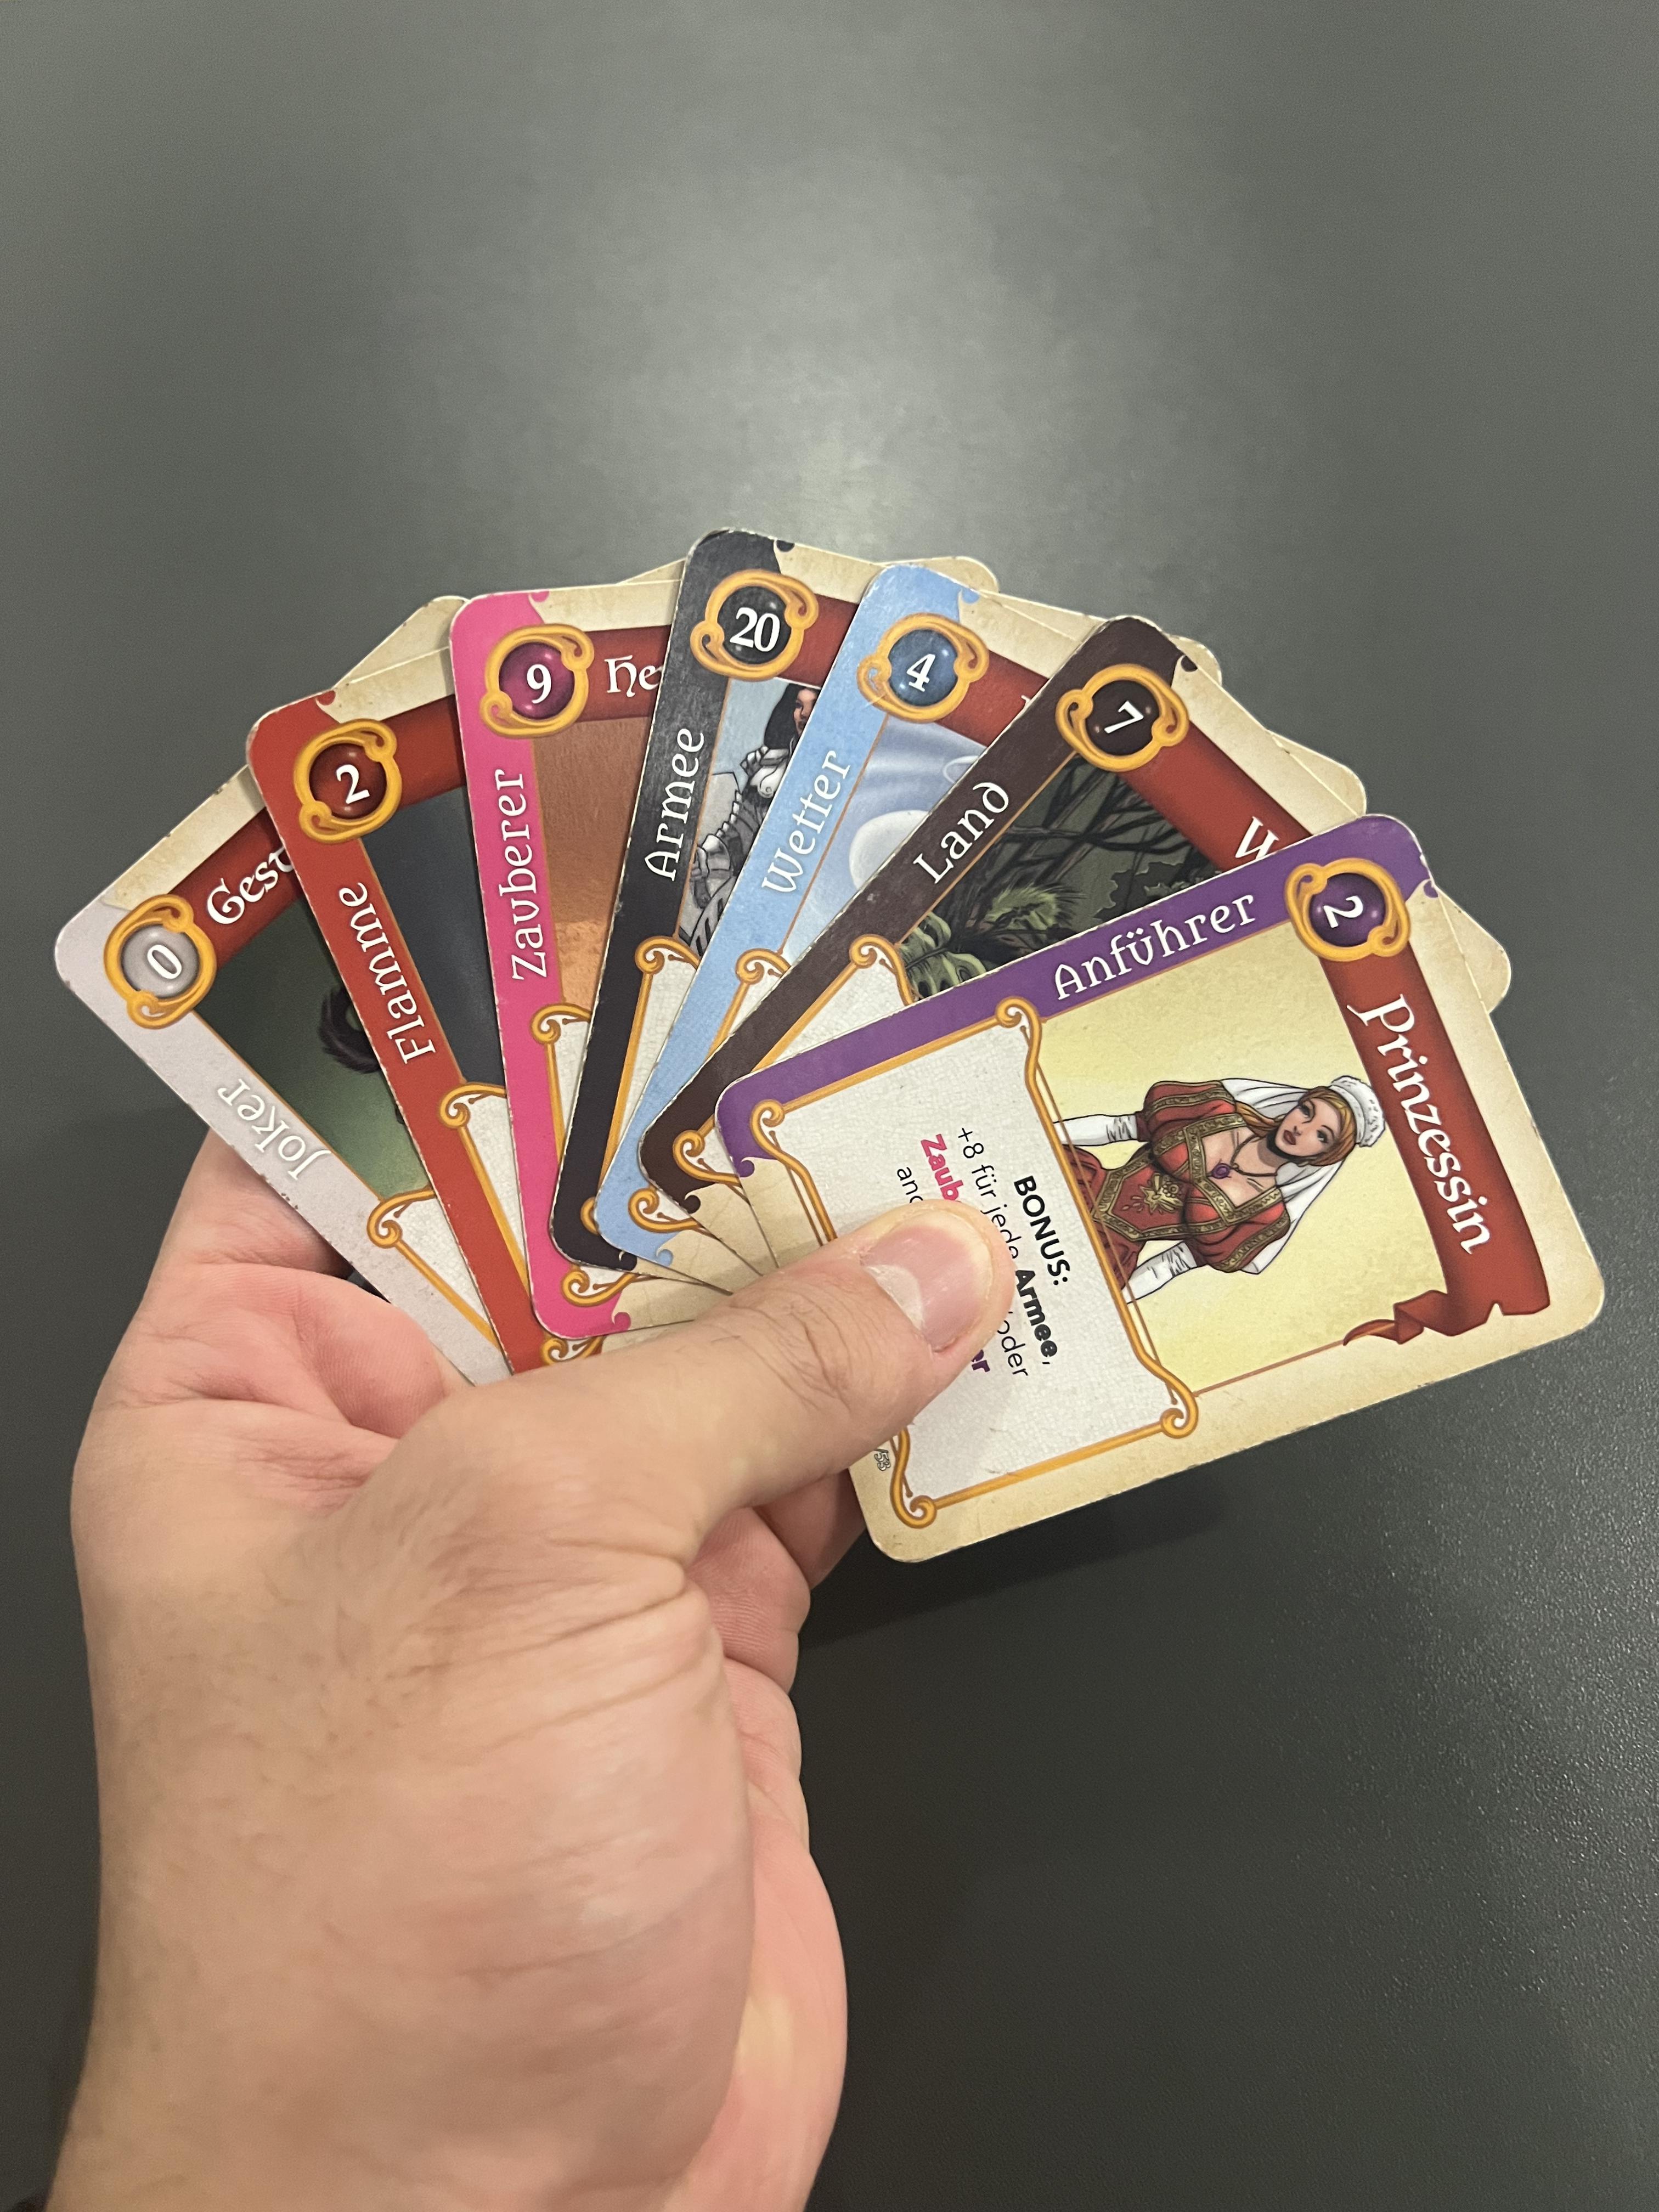 0
Joker
2
Flamme
9
Zauberer
20
Armee
4
Wetter
7
Land
2
Anführer
Prinzessin
BONUS:
+8 für jede Armee,
oder